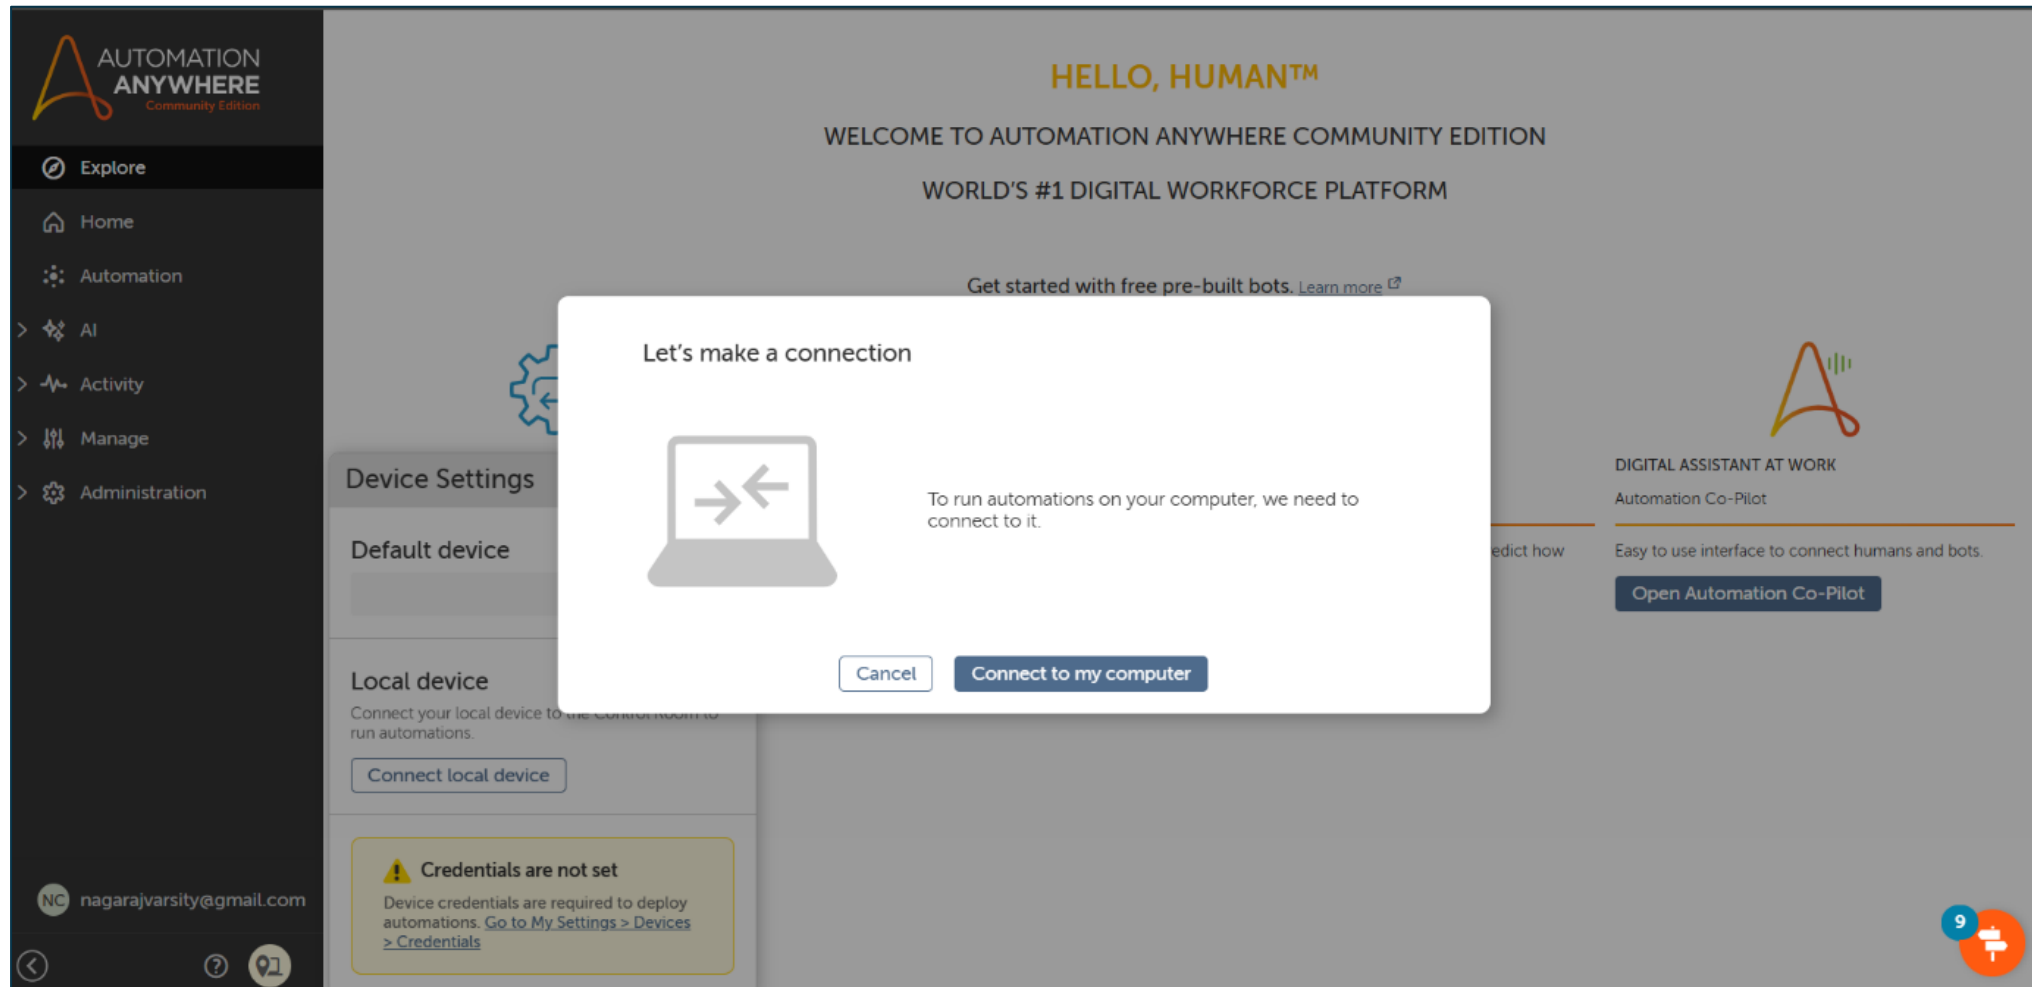 AUTOMATION
ANYWHERE
Community Edition
Explore
Home
Automation
AI
Activity
Manage
Administration
nagarajvarsity@gmail.com
NC
HELLO, HUMAN™
WELCOME TO AUTOMATION ANYWHERE COMMUNITY EDITION
WORLD'S #1 DIGITAL WORKFORCE PLATFORM
Get started with free pre-built bots. Learn more
Let's make a connection
To run automations on your computer, we need to
connect to it.
Cancel
Connect to my computer
Device Settings
Default device
Local device
Connect your local device to the Control Room to
run automations.
Connect local device
Credentials are not set
Device credentials are required to deploy
automations. Go to My Settings > Devices
> Credentials
edict how
DIGITAL ASSISTANT AT WORK
Automation Co-Pilot
Easy to use interface to connect humans and bots.
Open Automation Co-Pilot
9